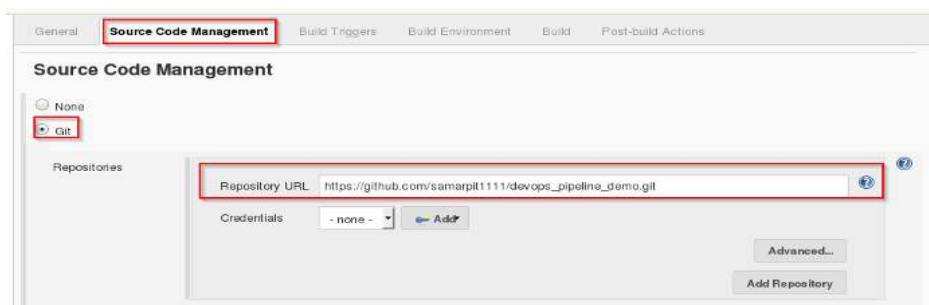 General Source Code Management Build Triggers Build Environment Build Post-build Actions
Source Code Management
None
Git
Repositories
Repository URL https://github.com/samarpit1111/devops_pipeline_demo.git
Credentials - none - Add
Advanced...
Add Repository